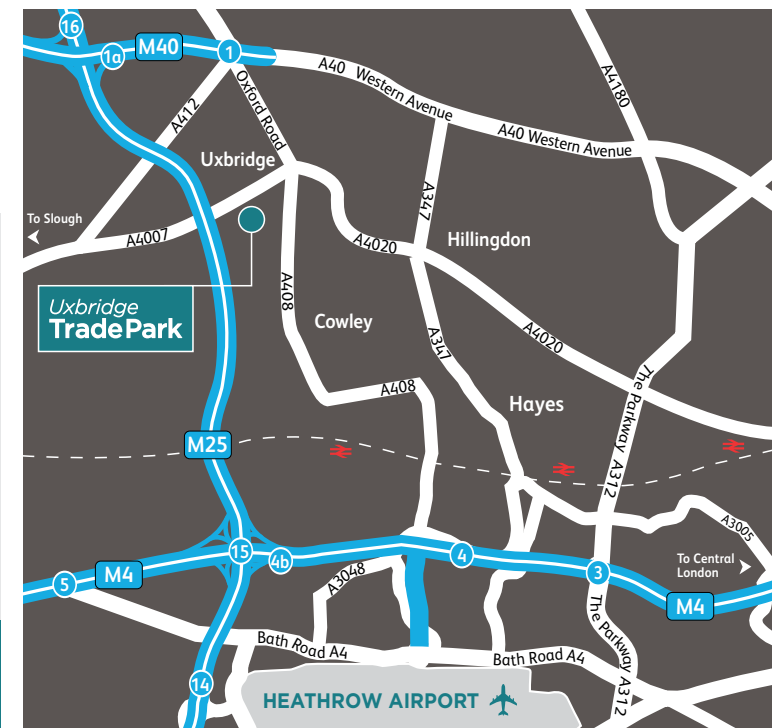 16
1a
M40
1
A40 Western Avenue
A4180
A412
Oxford Road
A40 Western Avenue
Uxbridge
A347
To Slough
A4007
A4020
Hillingdon
A408
Uxbridge
TradePark
Cowley
A347
A4020
A408
Hayes
The Parkway A312
M25
A3005
15
4b
4
To Central
London
5
M4
3
A3048
M4
The Parkway A312
Bath Road A4
Bath Road A4
14
HEATHROW AIRPORT